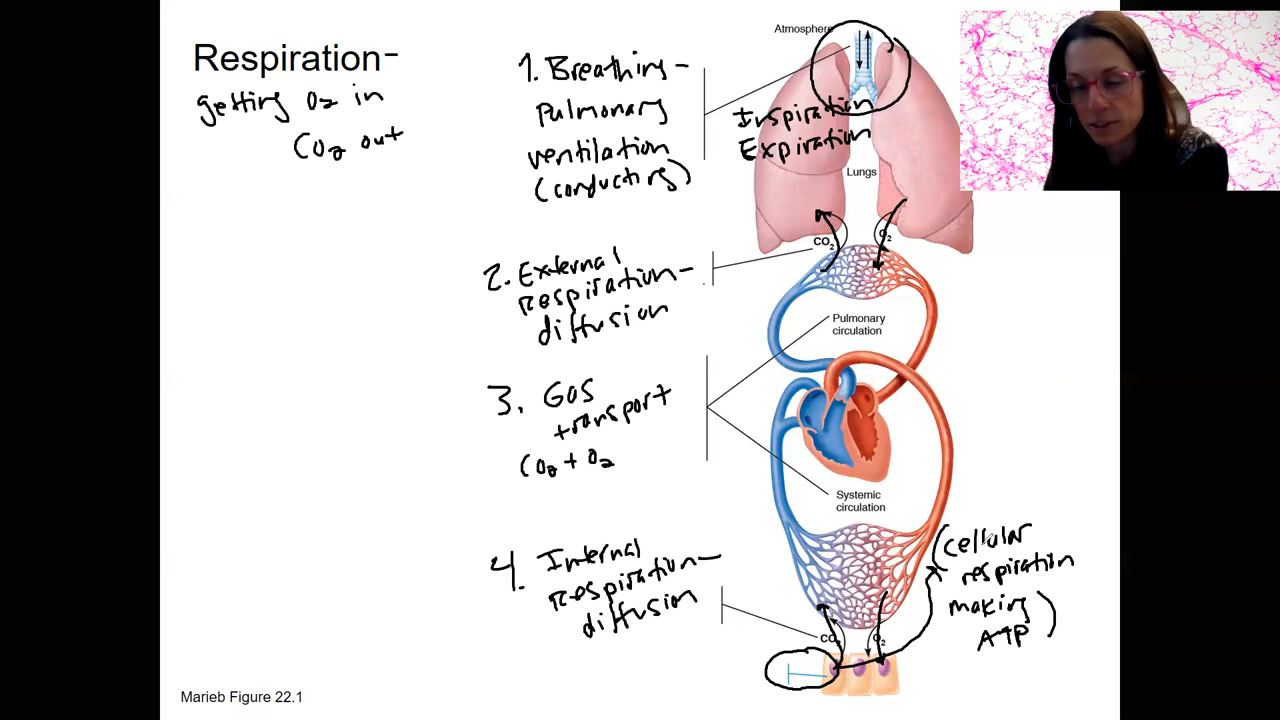 Respiration-
getting O2 in
CO2 out
1. Breathing -
Pulmonary
ventilation
(conducting)
Atmosphere
Inspiration
Expiration
Lungs
CO2
O2
2. External
respiration-
diffusion
Pulmonary
circulation
3. Gas
transport
CO2 + O2
Systemic
circulation
4. Internal
respiration-
diffusion
(cellular
respiration
making
ATP)
CO2
O2
Marieb Figure 22.1